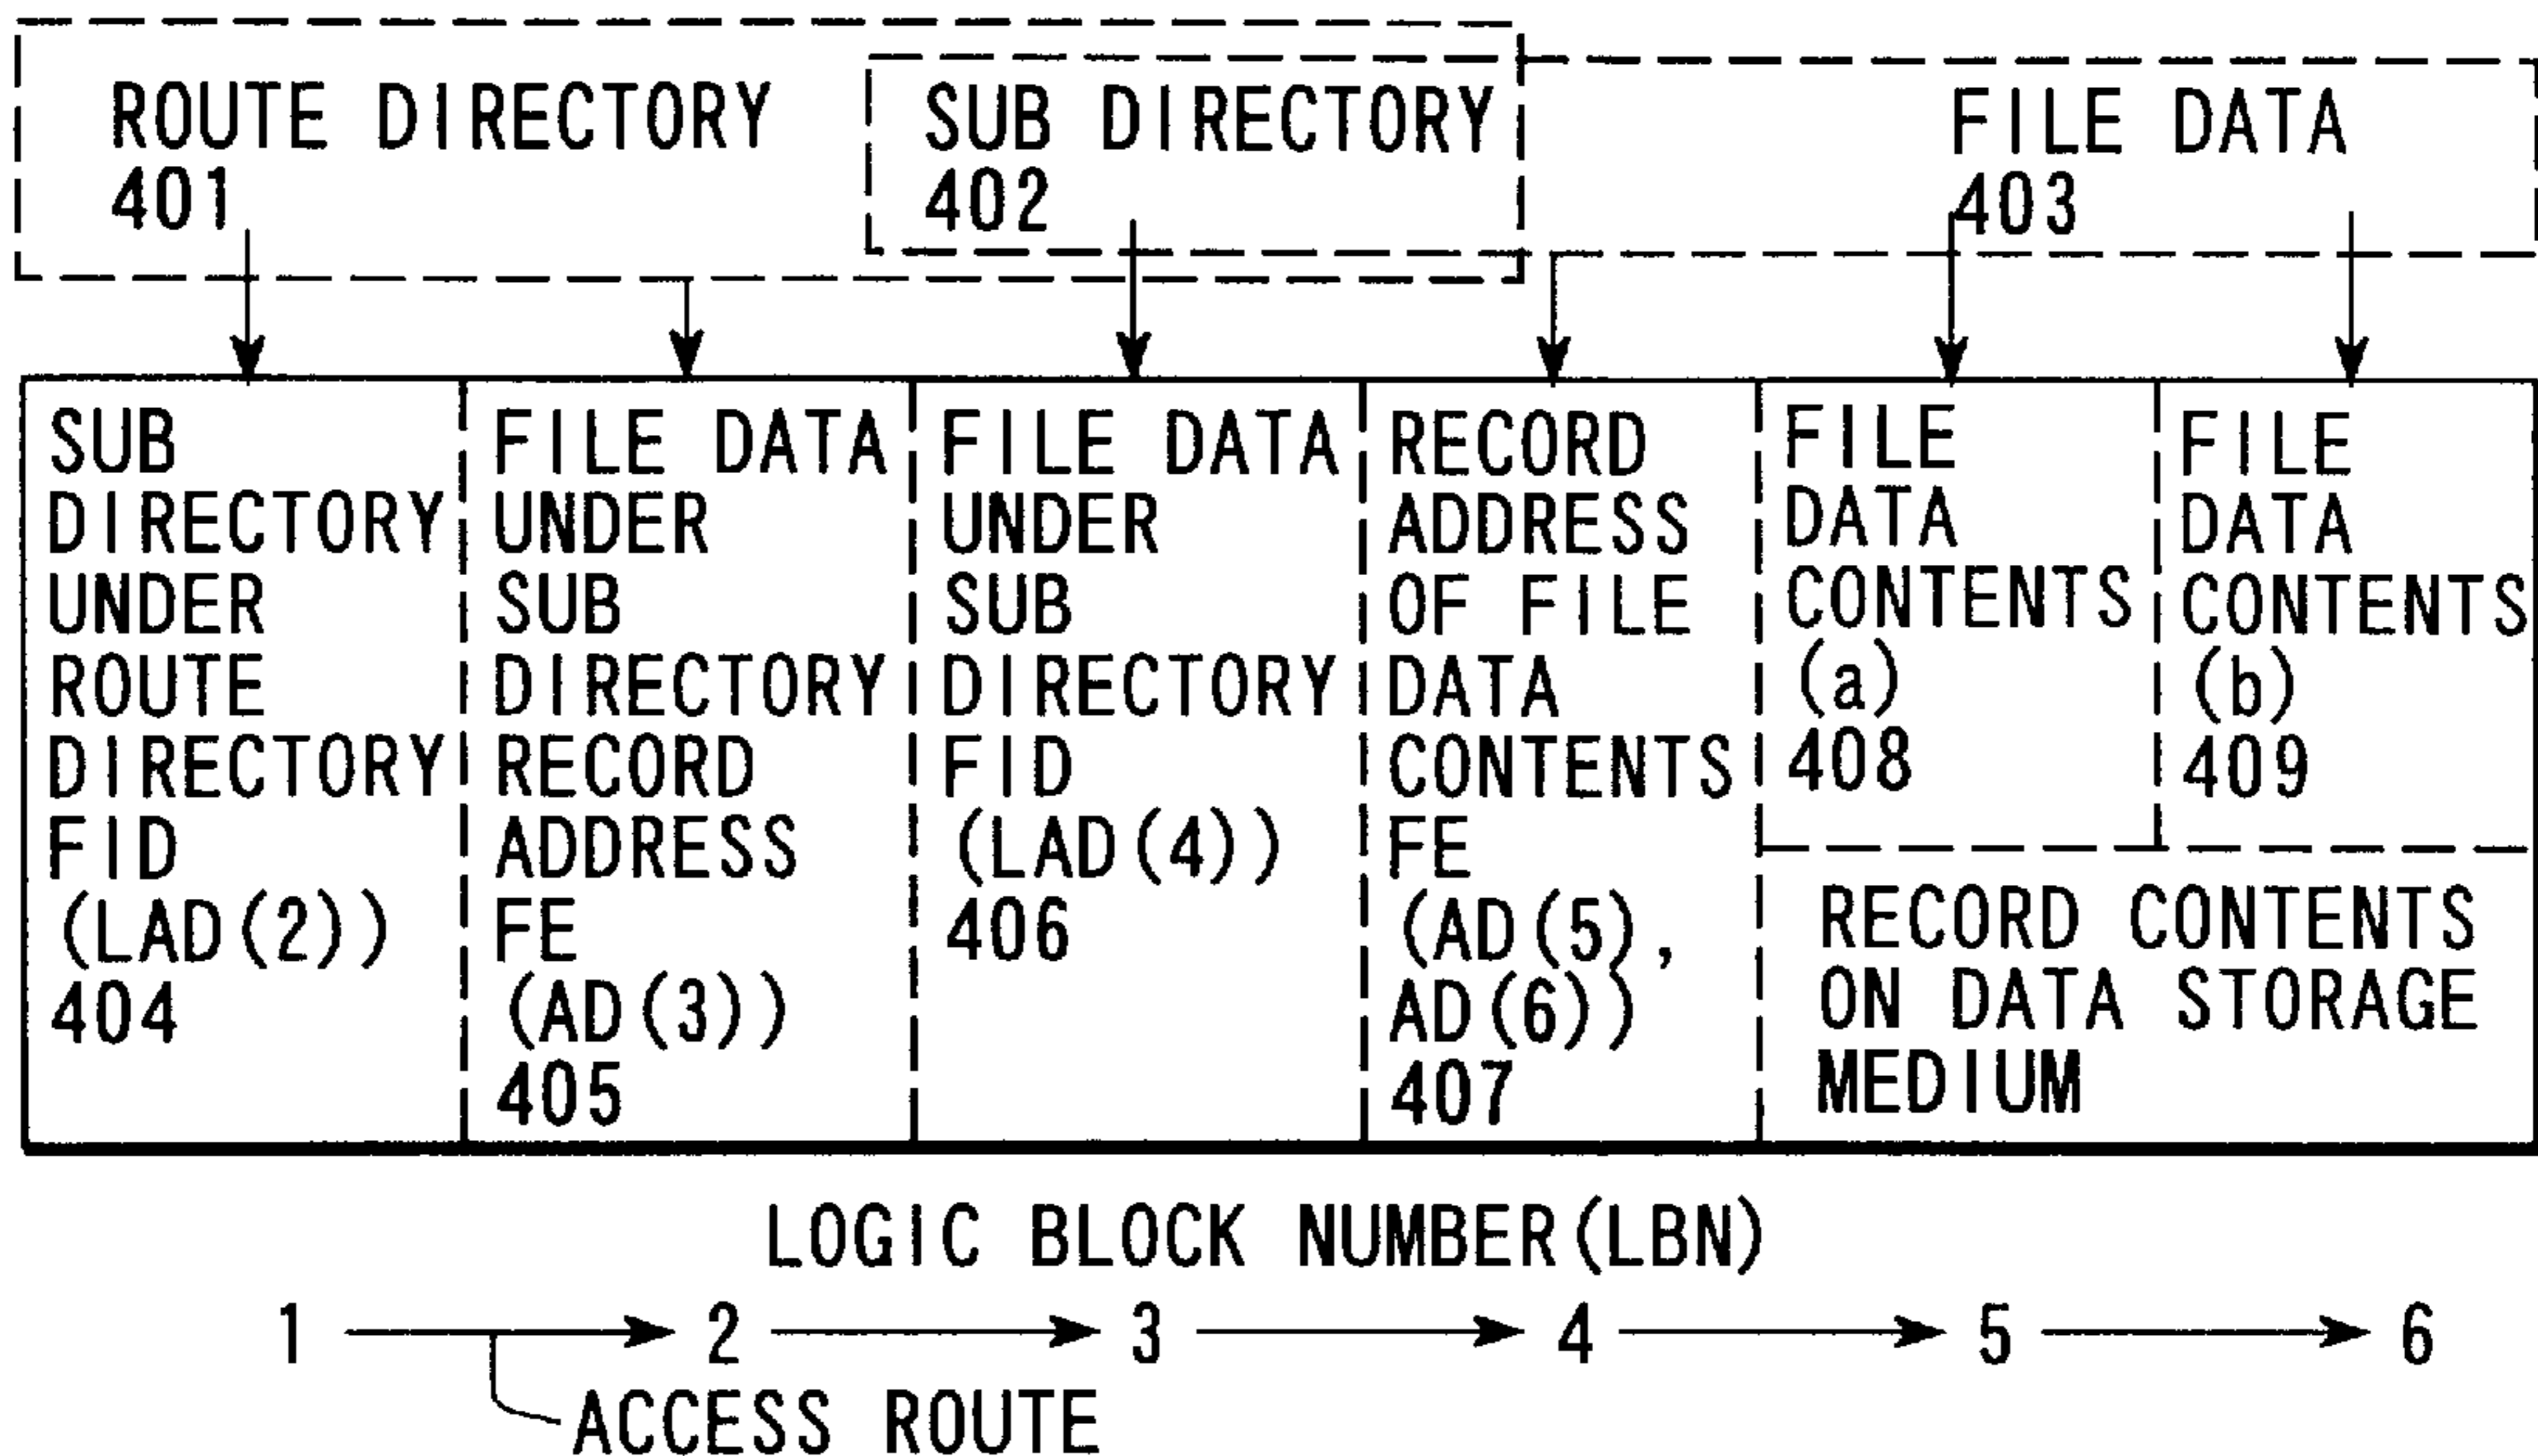 ROUTE DIRECTORY
401
SUB DIRECTORY
402
FILE DATA
403
SUB
DIRECTORY
UNDER
ROUTE
DIRECTORY
FID
(LAD(2))
404
FILE DATA
UNDER
SUB
DIRECTORY
RECORD
ADDRESS
FE
(AD(3))
405
FILE DATA
UNDER
SUB
DIRECTORY
FID
(LAD(4))
406
RECORD
ADDRESS
OF FILE
DATA
CONTENTS
FE
(AD(5),
AD(6))
407
FILE
DATA
CONTENTS
(a)
408
FILE
DATA
CONTENTS
(b)
409
RECORD CONTENTS
ON DATA STORAGE
MEDIUM
LOGIC BLOCK NUMBER(LBN)
1 2 3 4 5 6
ACCESS ROUTE